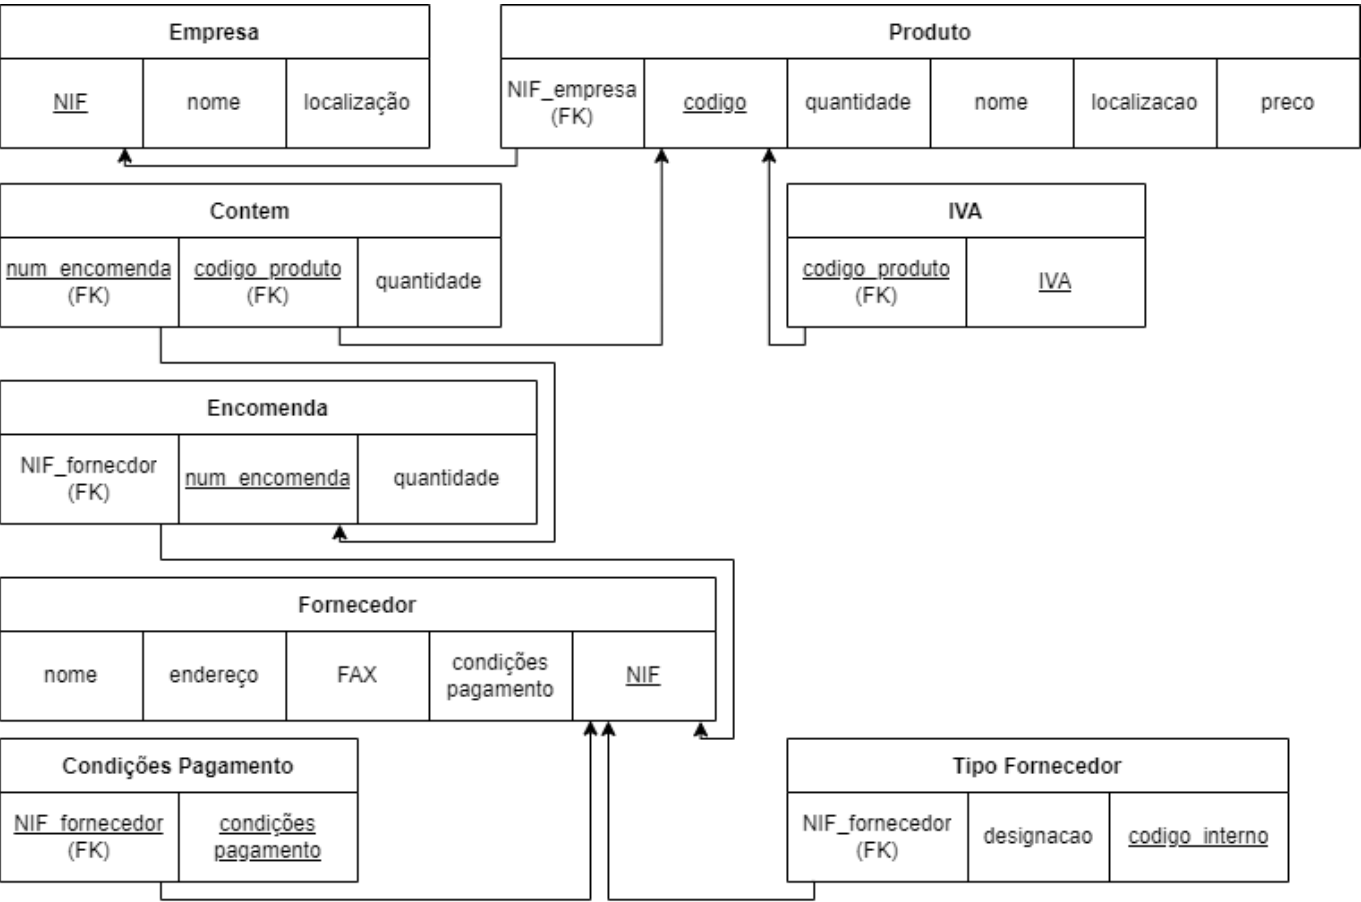 Empresa
NIF
nome
localização
Produto
NIF_empresa
(FK)
codigo
quantidade
nome
localizacao
preco
Contem
num_encomenda
(FK)
codigo_produto
(FK)
quantidade
IVA
codigo_produto
(FK)
IVA
Encomenda
NIF_fornecdor
(FK)
num_encomenda
quantidade
Fornecedor
nome
endereço
FAX
condições
pagamento
NIF
Condições Pagamento
NIF_fornecedor
(FK)
condições
pagamento
Tipo Fornecedor
NIF_fornecedor
(FK)
designacao
codigo_interno